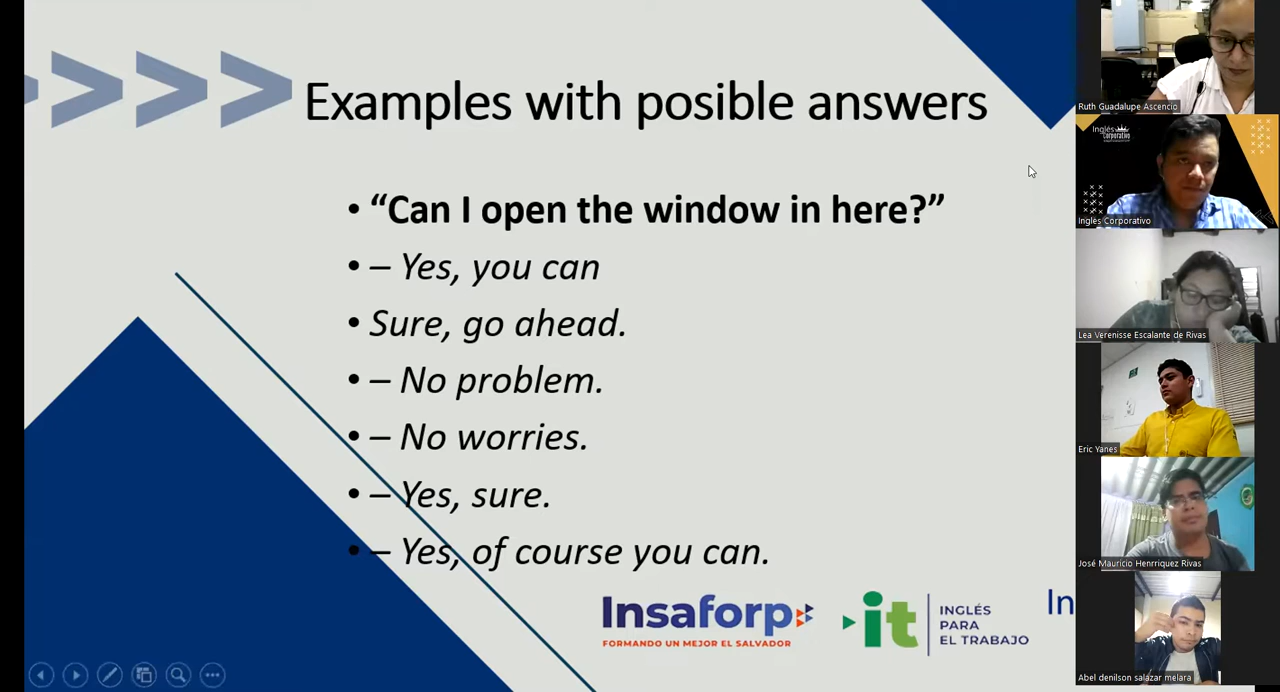 Examples with posible answers
• “Can I open the window in here?”
• – Yes, you can
• Sure, go ahead.
• – No problem.
• – No worries.
• – Yes, sure.
• – Yes, of course you can.
Insaforp
FORMANDO UN MEJOR EL SALVADOR
it
INGLÉS
PARA
EL TRABAJO
In
Ruth Guadalupe Ascencio
Inglés
Corporativo
Inglés Corporativo
Lea Verenisse Escalante de Rivas
Eric Yanes
José Mauricio Henrriquez Rivas
Abel denilson salazar melara